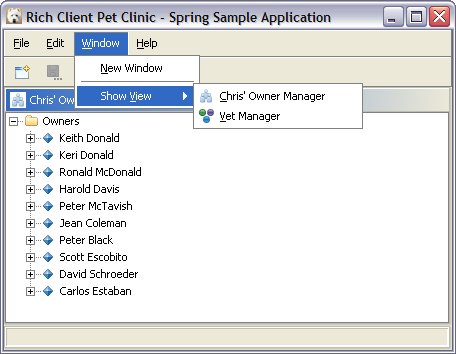 Rich Client Pet Clinic - Spring Sample Application
File Edit Window Help
New Window
Show View
Chris' Owner Manager
Vet Manager
Chris' Ow
Owners
Keith Donald
Keri Donald
Ronald McDonald
Harold Davis
Peter McTavish
Jean Coleman
Peter Black
Scott Escobito
David Schroeder
Carlos Estaban